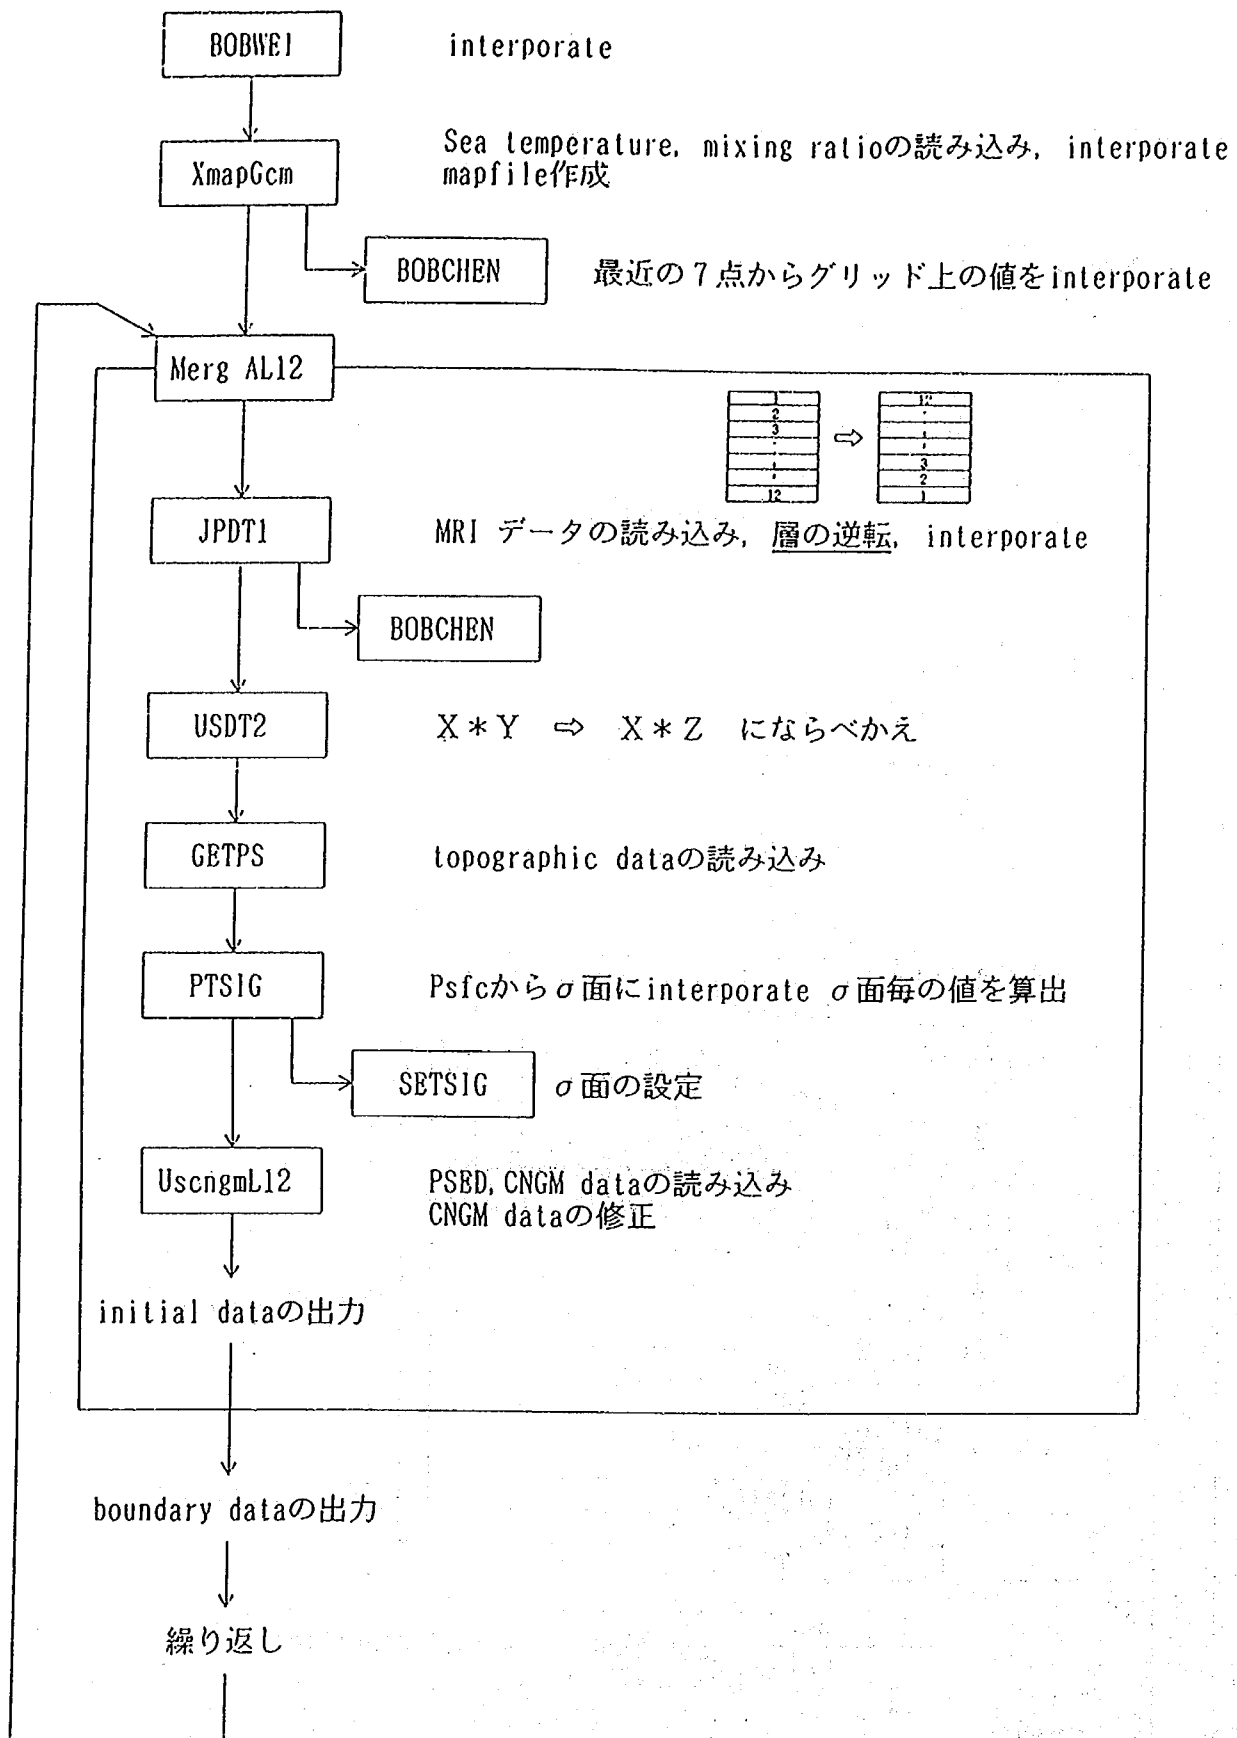 BOBWEI
interporate
Sea temperature, mixing ratioの読み込み, interporate
XmapGcm
mapfile作成
BOBCHEN
最近の7点からグリッド上の値をinterporate
Merg AL12
1
12
2
3
3
2
12
1
JPDT1
MRI データの読み込み, 層の逆転, interporate
BOBCHEN
USDT2
X*Y ⇨ X*Z にならべかえ
GETPS
topographic dataの読み込み
PTSIG
Psfcからσ面にinterporate σ面毎の値を算出
SETSIG
σ面の設定
UscngmL12
PSED,CNGM dataの読み込み
CNGM dataの修正
initial dataの出力
boundary dataの出力
繰り返し